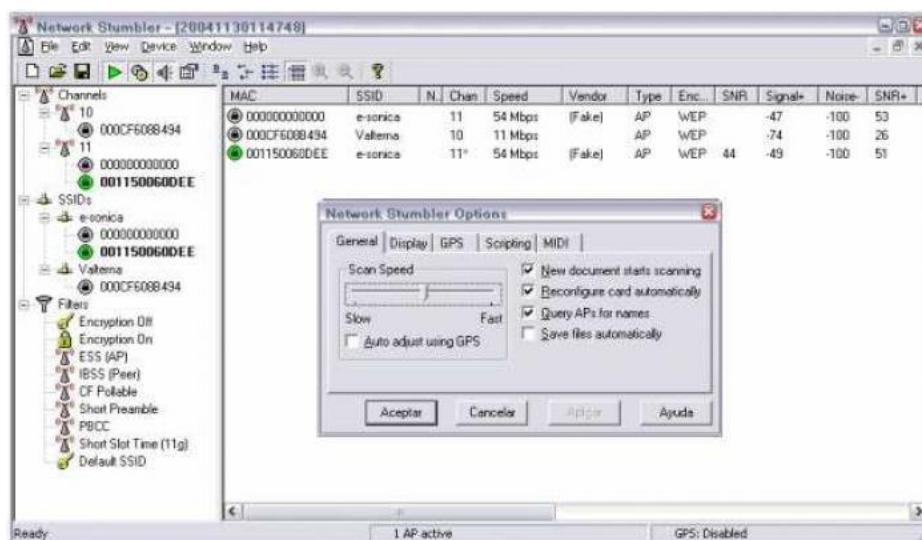 Network Stumbler - [20041130114748]
File Edit View Device Window Help
Channels
10
000CF608B494
11
000000000000
001150060DEE
SSIDs
e-sonica
000000000000
001150060DEE
Valterna
000CF608B494
Filters
Encryption Off
Encryption On
ESS (AP)
IBSS (Peer)
CF Pollable
Short Preamble
PBCC
Short Slot Time (11g)
Default SSID
MAC SSID N. Chan Speed Vendor Type Enc... SNR Signal+ Noise- SNR+
000000000000 e-sonica 11 54 Mbps (Fake) AP WEP -47 -100 53
000CF608B494 Valterna 10 11 Mbps AP WEP -74 -100 26
001150060DEE e-sonica 11* 54 Mbps (Fake) AP WEP 44 -49 -100 51
Network Stumbler Options
General Display GPS Scripting MIDI
Scan Speed
Slow Fast
Auto adjust using GPS
New document starts scanning
Reconfigure card automatically
Query APs for names
Save files automatically
Aceptar Cancelar Aplicar Ayuda
Ready 1 AP active GPS: Disabled